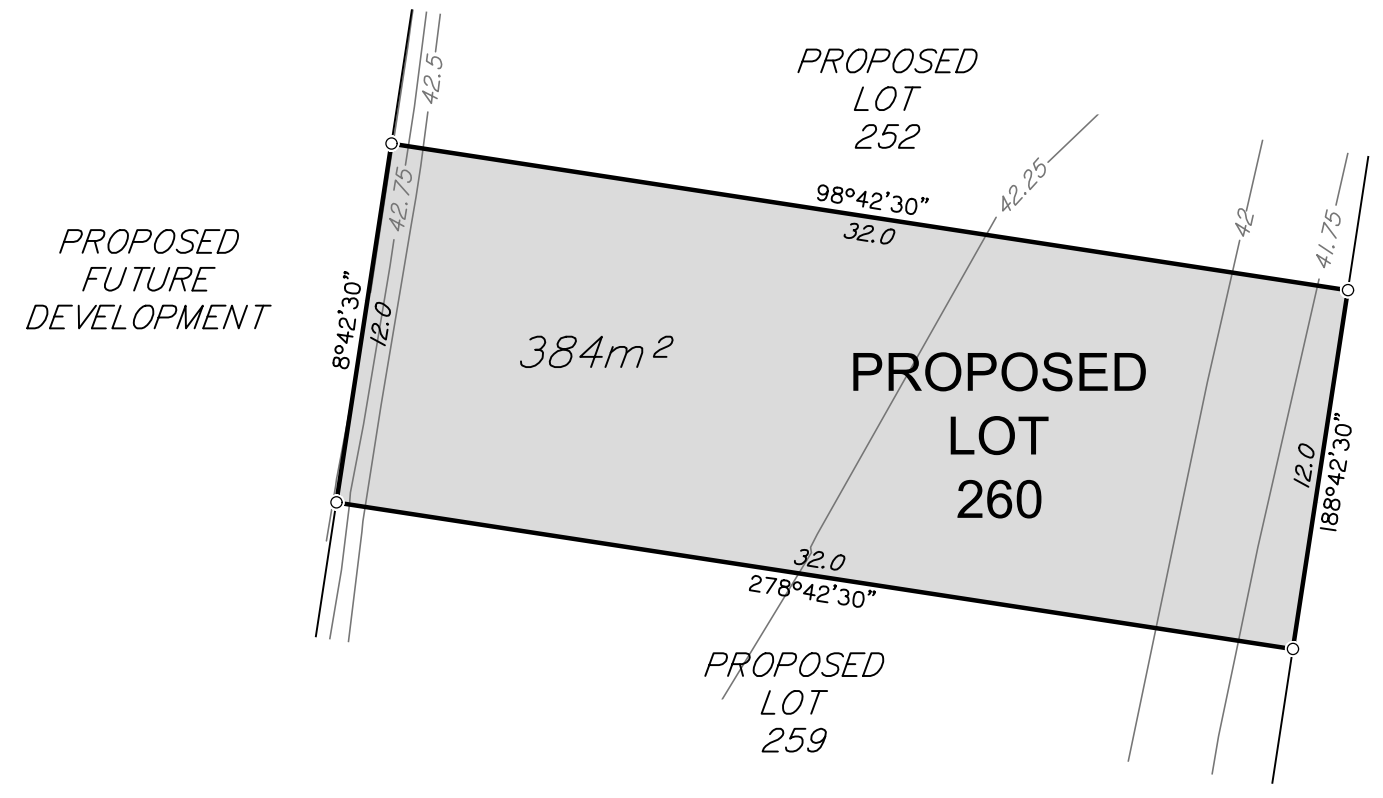 42.5
PROPOSED
LOT
252
42.25
42.75
98°42'30"
32.0
42
41.75
PROPOSED
FUTURE
DEVELOPMENT
8°42'30"
12.0
384m²
PROPOSED
LOT
260
12.0
188°42'30"
32.0
278°42'30"
PROPOSED
LOT
259